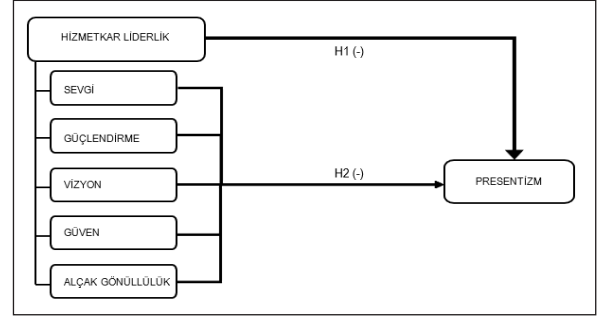 HİZMETKAR LİDERLİK
H1 (-)
SEVGİ
GÜÇLENDİRME
VİZYON
H2 (-)
PRESENTİZM
GÜVEN
ALÇAK GÖNÜLLÜLÜK